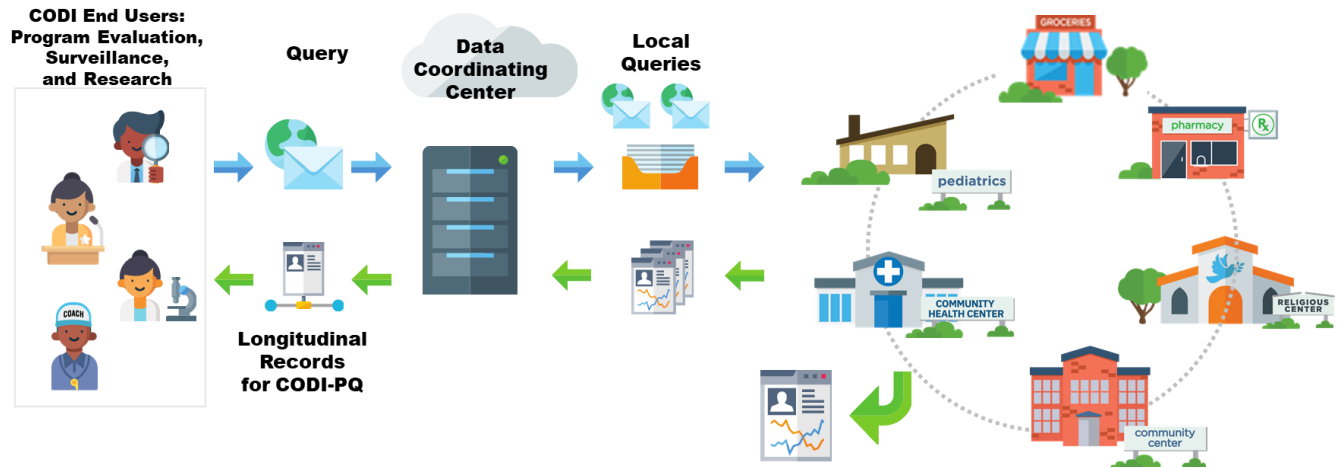 CODI End Users:
Program Evaluation,
Surveillance,
and Research
Query
Data
Coordinating
Center
Local
Queries
GROCERIES
pharmacy
Rx
pediatrics
COMMUNITY
HEALTH CENTER
RELIGIOUS
CENTER
community
center
COACH
Longitudinal
Records
for CODI-PQ